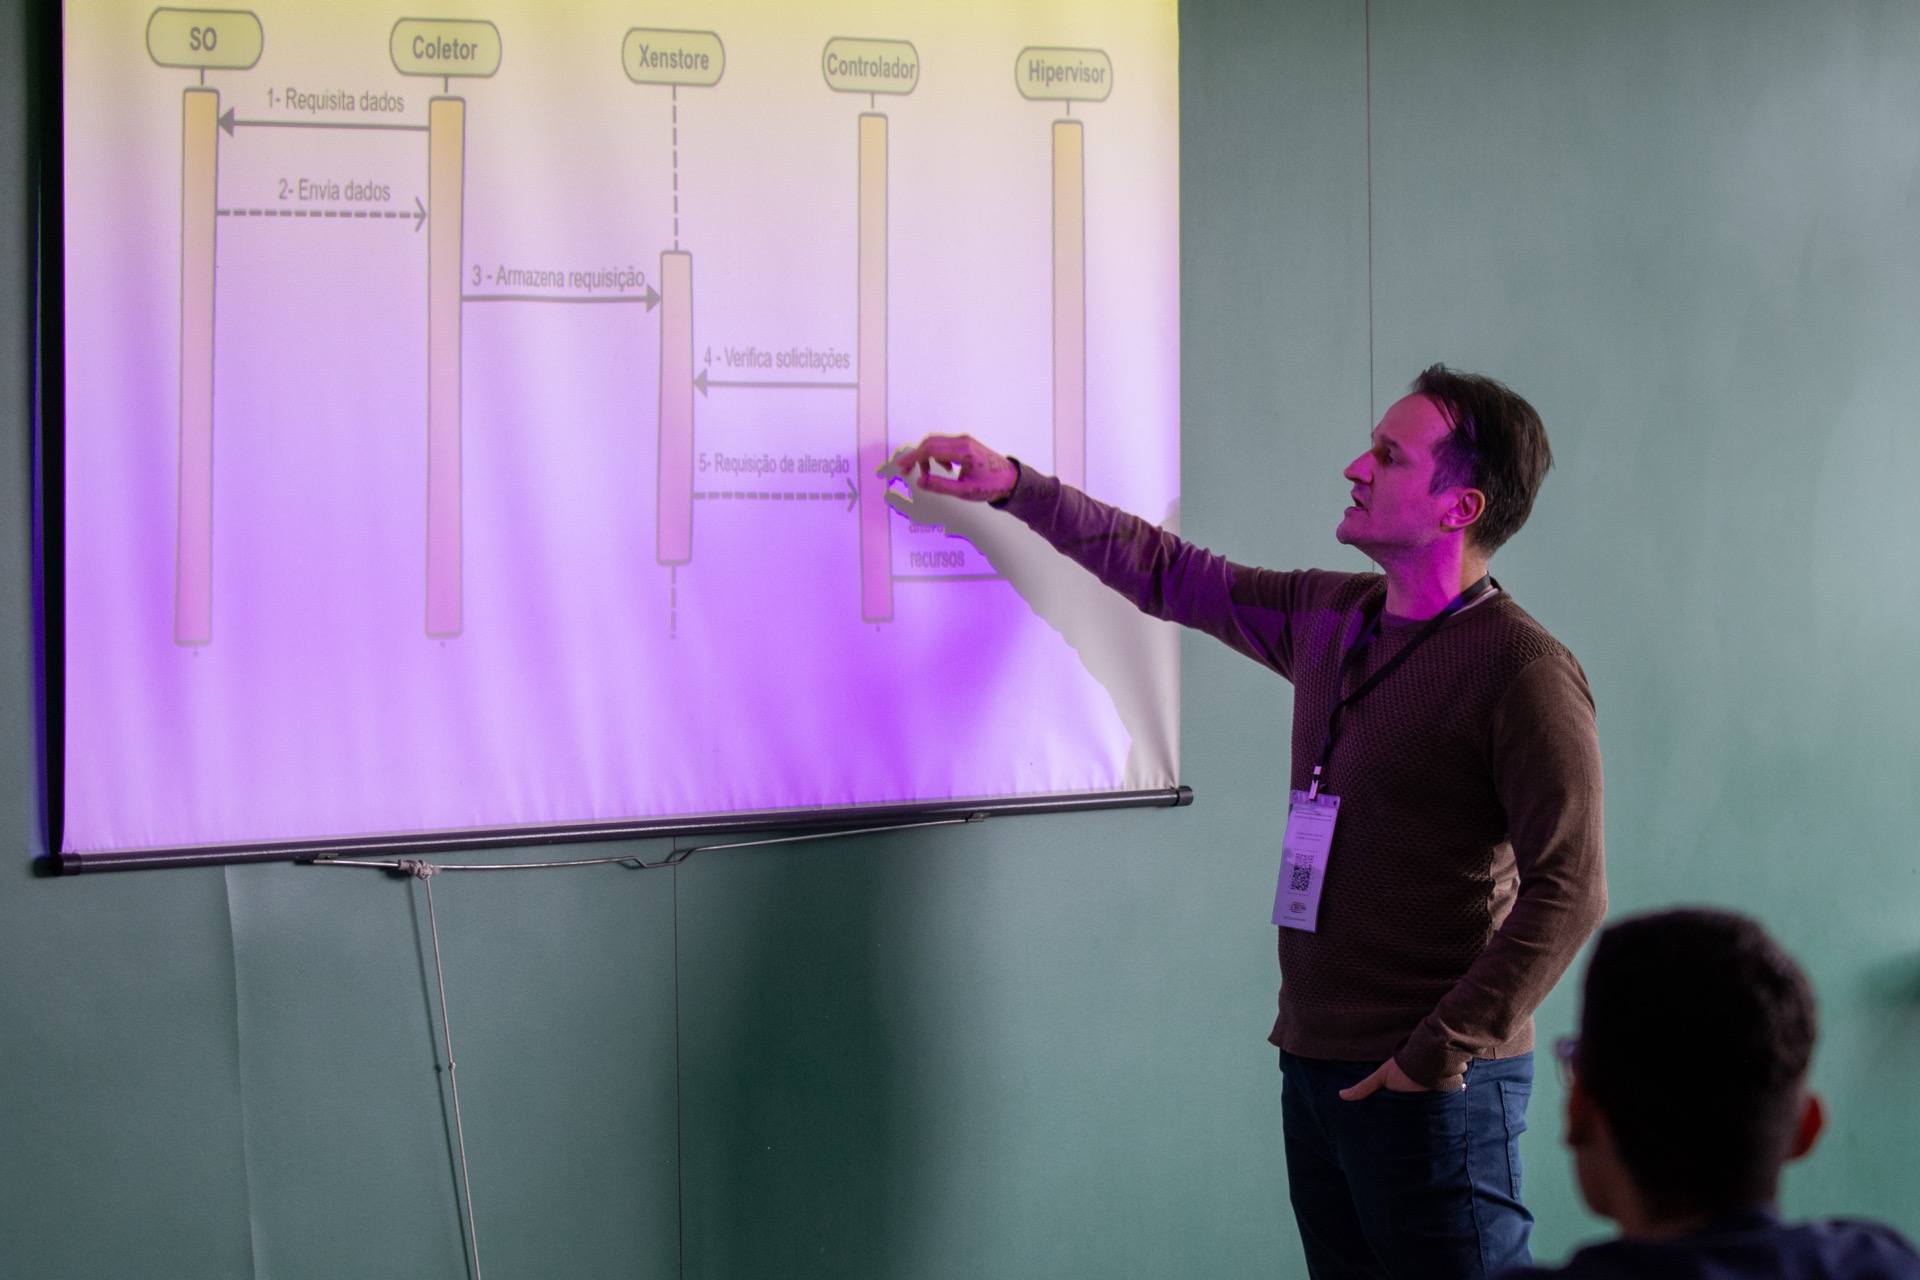 SO
Coletor
Xenstore
Controlador
Hipervisor
1- Requisita dados
2- Envia dados
3 - Armazena requisição
4 - Verifica solicitações
5- Requisição de alteração
recursos